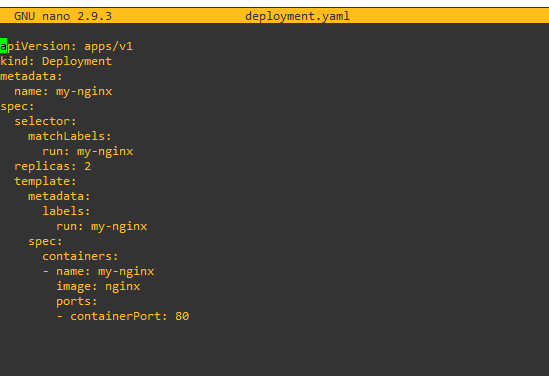 GNU nano 2.9.3 deployment.yaml
apiVersion: apps/v1
kind: Deployment
metadata:
  name: my-nginx
spec:
  selector:
    matchLabels:
      run: my-nginx
  replicas: 2
  template:
    metadata:
      labels:
        run: my-nginx
    spec:
      containers:
      - name: my-nginx
        image: nginx
        ports:
        - containerPort: 80